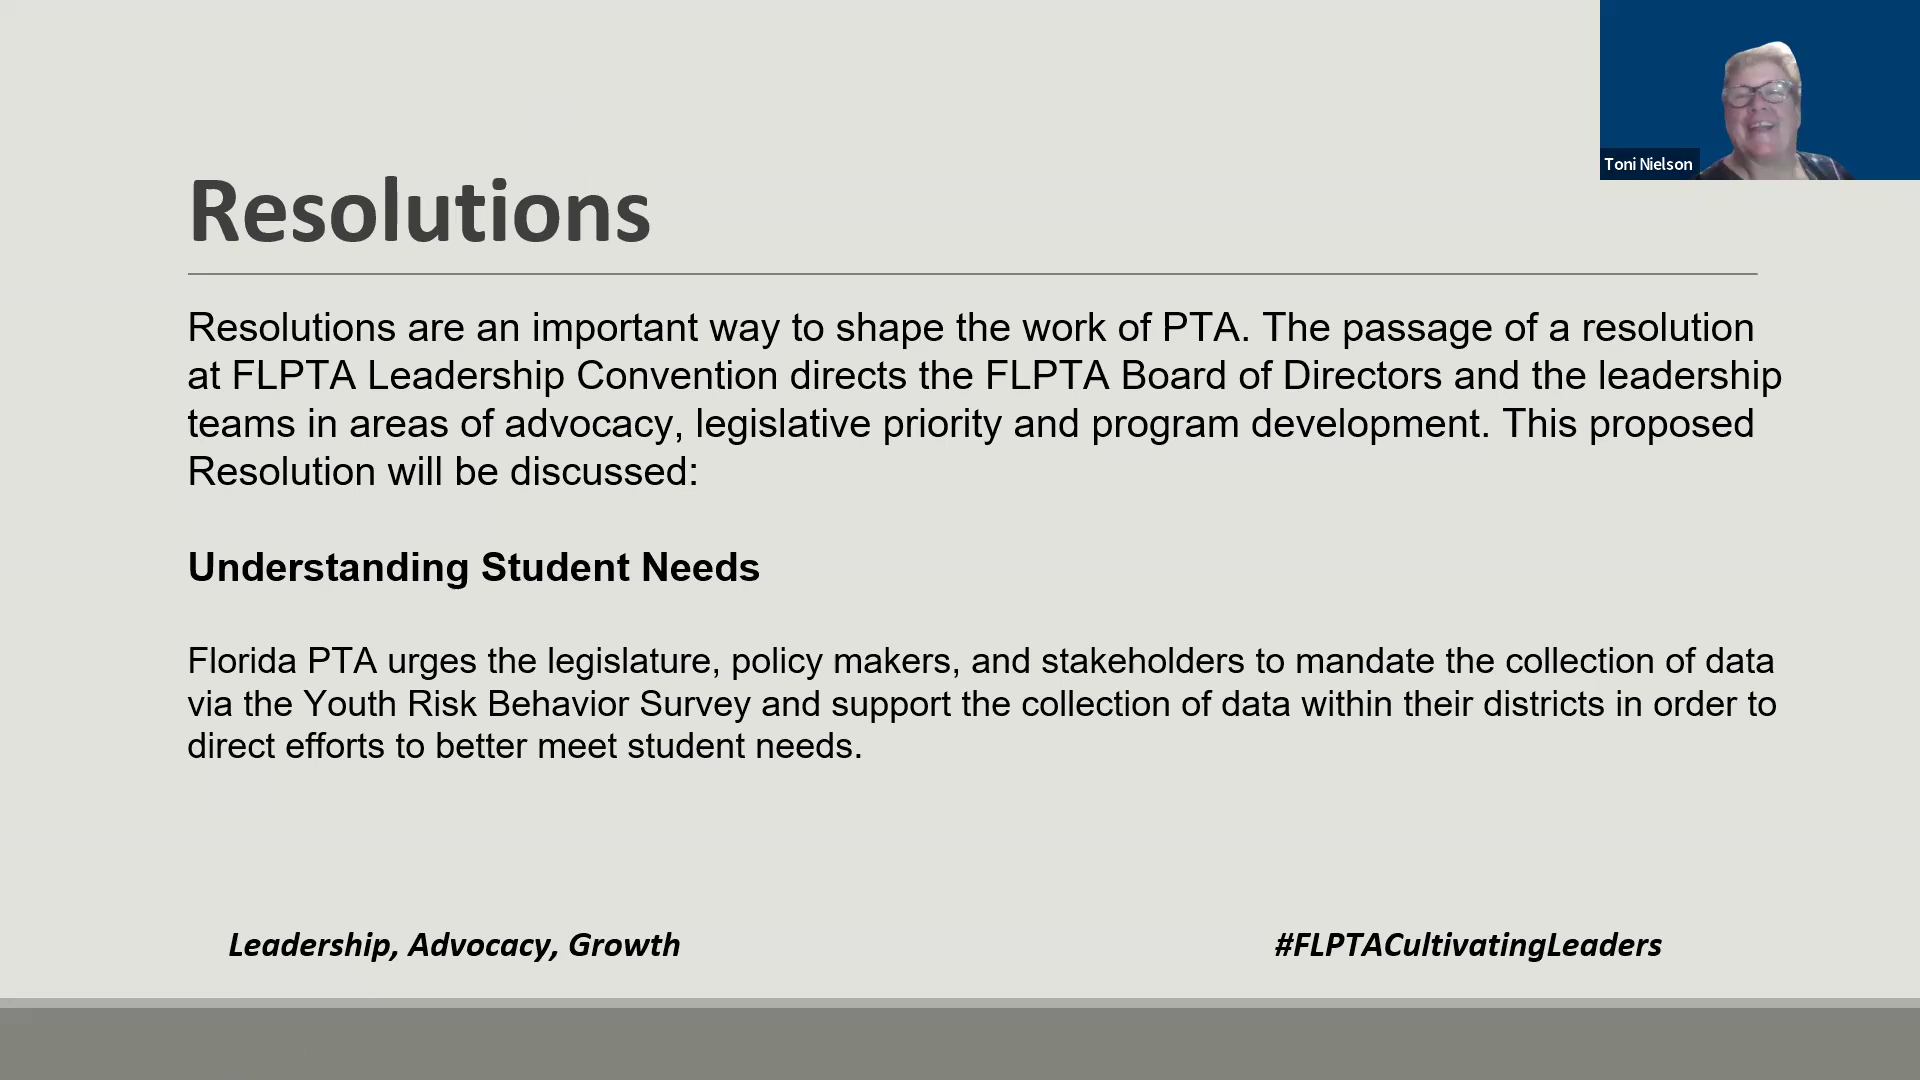 Toni Nielson
Resolutions
Resolutions are an important way to shape the work of PTA. The passage of a resolution
at FLPTA Leadership Convention directs the FLPTA Board of Directors and the leadership
teams in areas of advocacy, legislative priority and program development. This proposed
Resolution will be discussed:
Understanding Student Needs
Florida PTA urges the legislature, policy makers, and stakeholders to mandate the collection of data
via the Youth Risk Behavior Survey and support the collection of data within their districts in order to
direct efforts to better meet student needs.
Leadership, Advocacy, Growth
#FLPTACultivatingLeaders